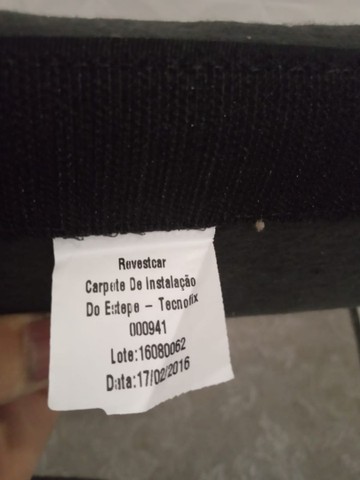 Revestcar
Carpete De Instalação
Do Estepe - Tecnofix
000941
Lote:16080062
Data:17/02/2016